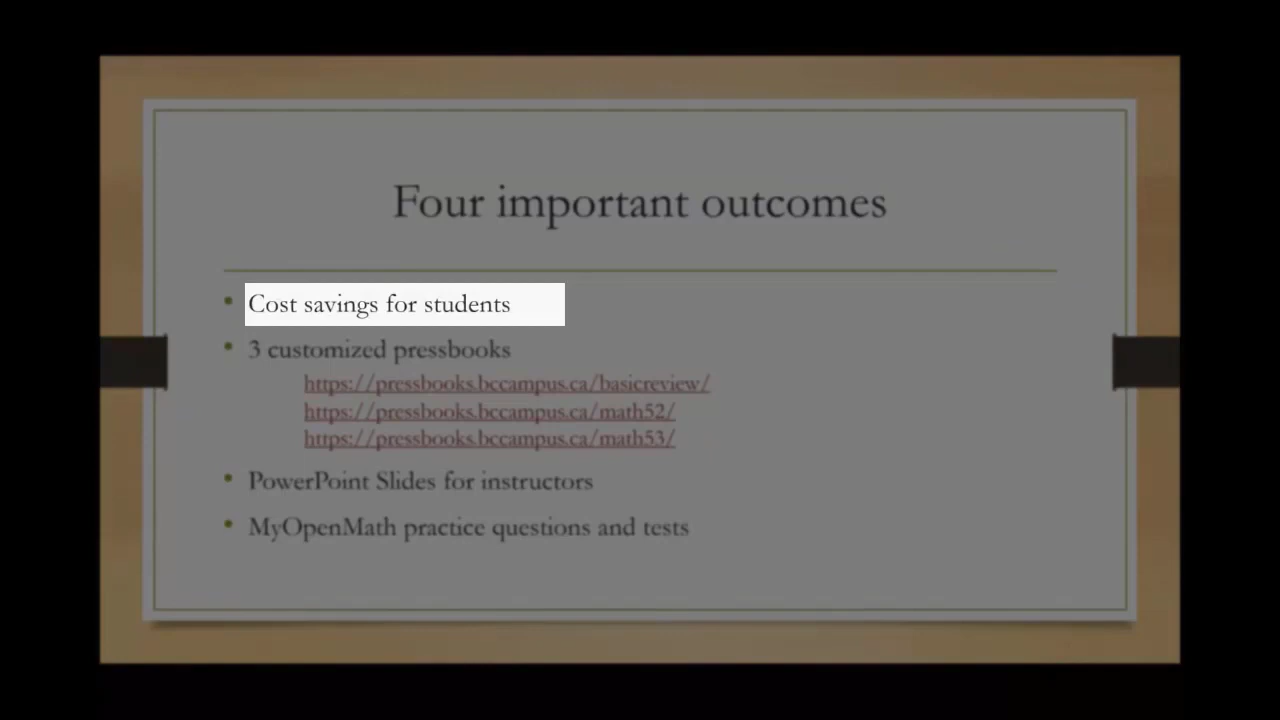 Four important outcomes
• Cost savings for students
• 3 customized pressbooks
https://pressbooks.bccampus.ca/basicreview/
https://pressbooks.bccampus.ca/math52/
https://pressbooks.bccampus.ca/math53/
• PowerPoint Slides for instructors
• MyOpenMath practice questions and tests